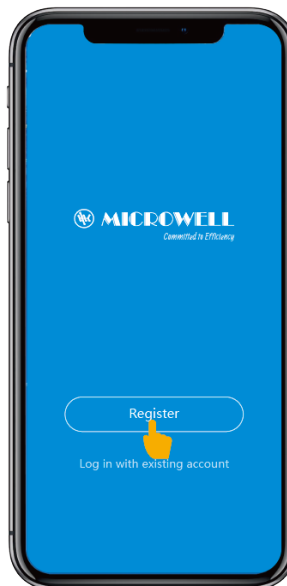 MICROWELL
Committed to Efficiency
Register
Log in with existing account